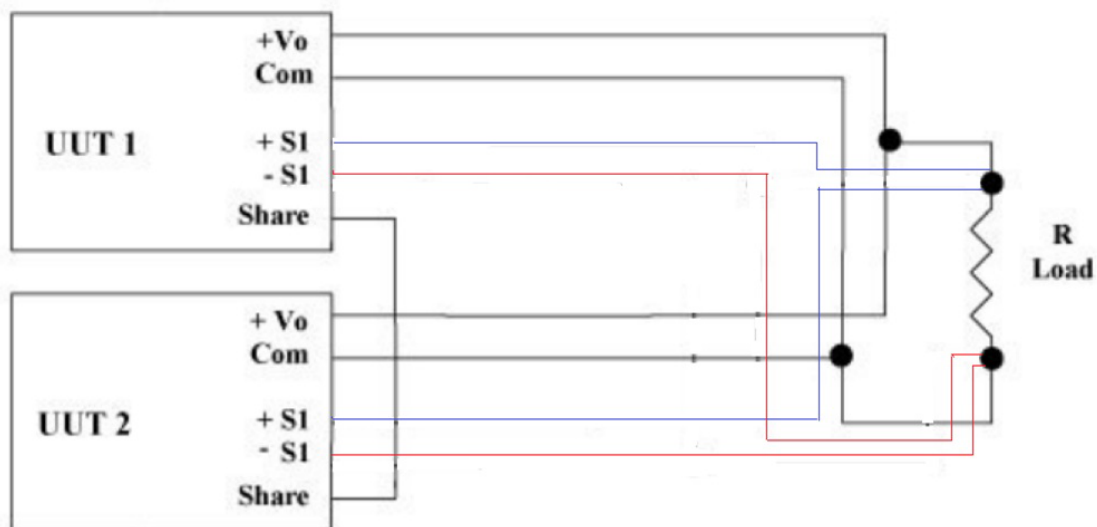 +Vo
Com
UUT 1
+ S1
- S1
Share
R
Load
+ Vo
Com
UUT 2
+ S1
- S1
Share